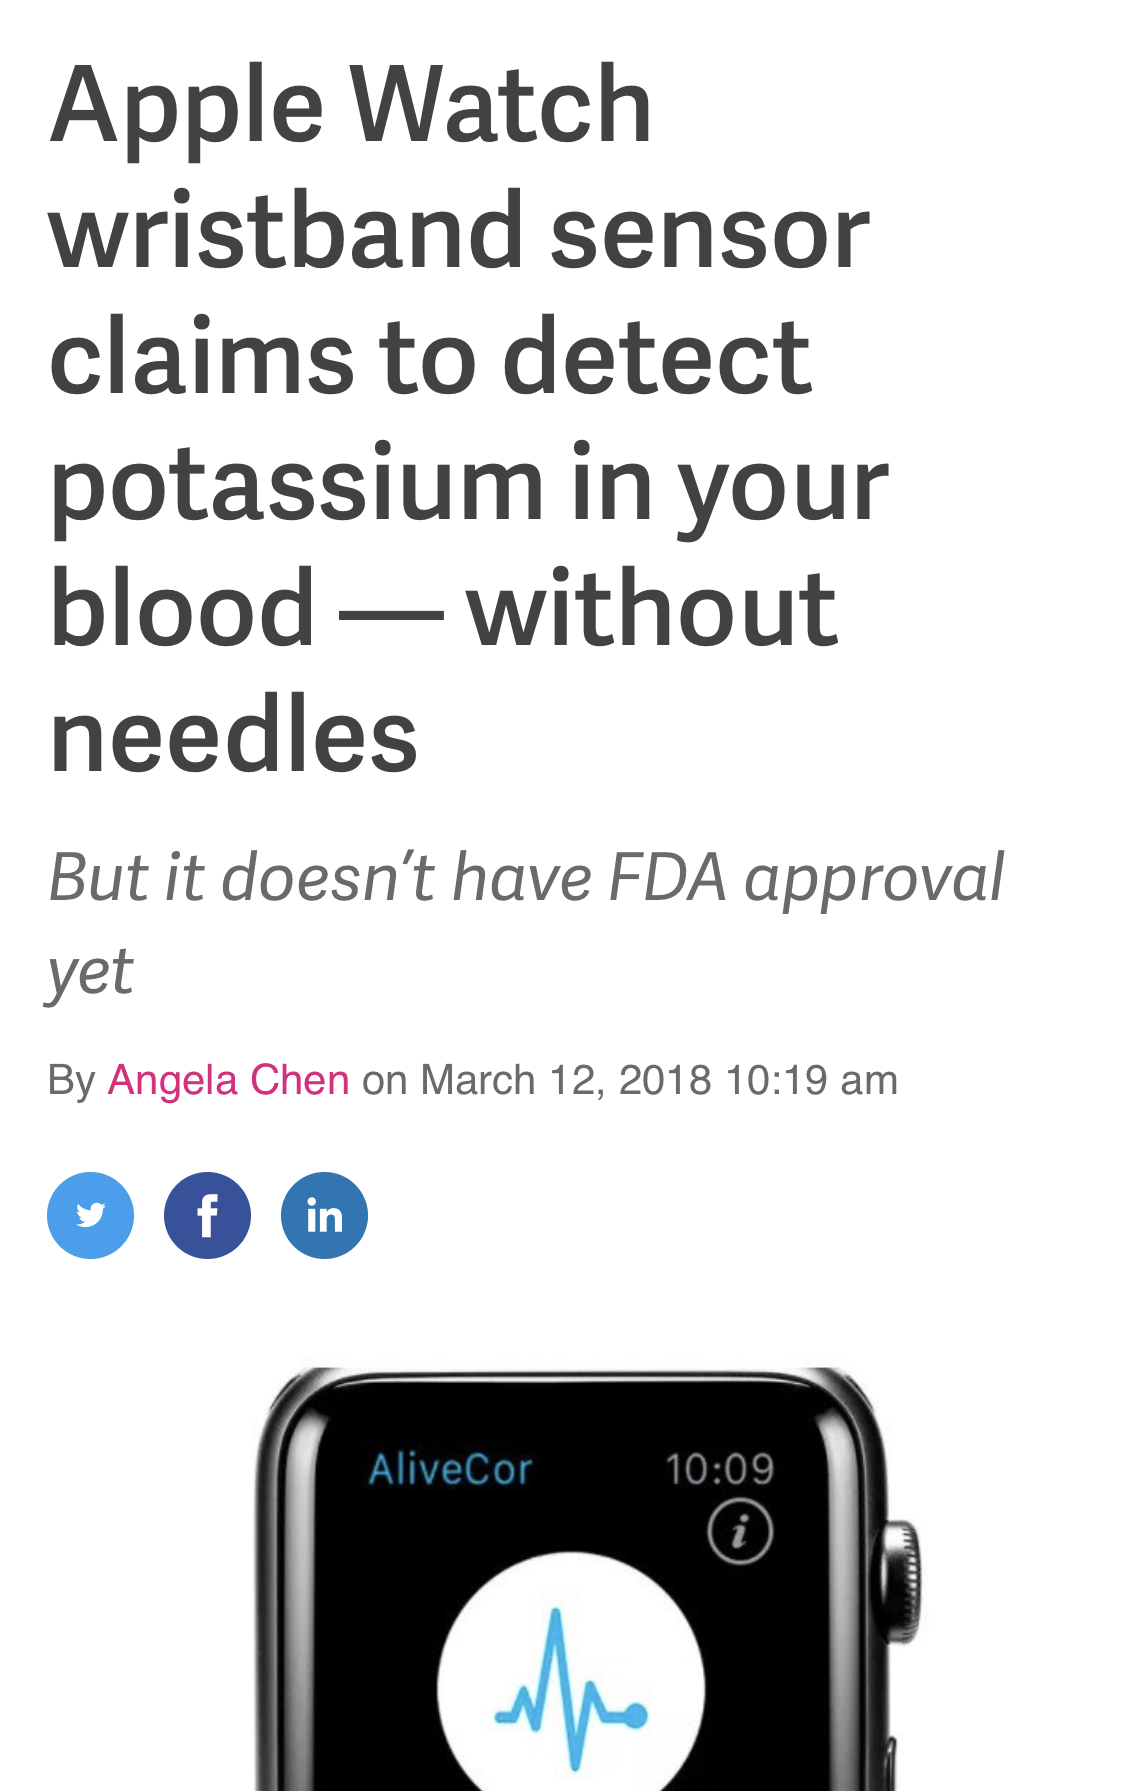 Apple Watch
wristband sensor
claims to detect
potassium in your
blood — without
needles
But it doesn’t have FDA approval
yet
By Angela Chen on March 12, 2018 10:19 am
f
in
AliveCor
10:09
i